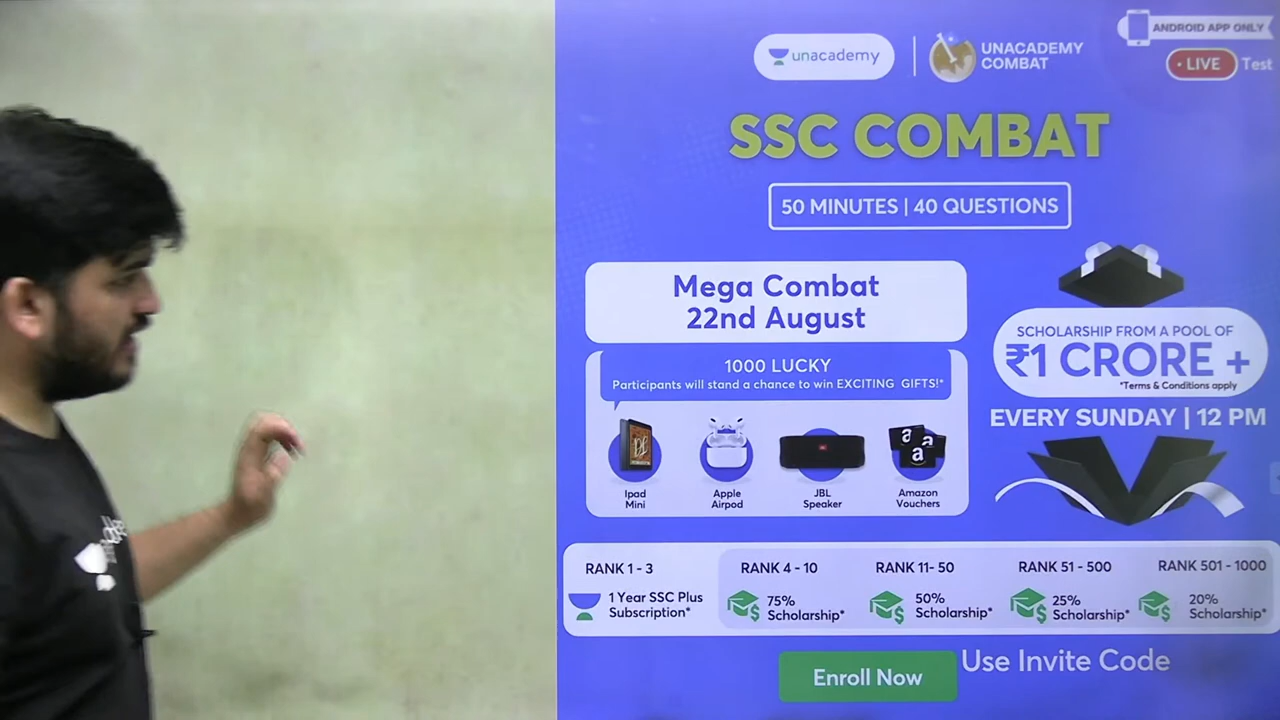 ANDROID APP ONLY
unacademy
UNACADEMY
COMBAT
• LIVE Test
SSC COMBAT
50 MINUTES | 40 QUESTIONS
Mega Combat
22nd August
1000 LUCKY
Participants will stand a chance to win EXCITING GIFTS!*
Ipad
Mini
Apple
Airpod
JBL
Speaker
Amazon
Vouchers
SCHOLARSHIP FROM A POOL OF
₹1 CRORE +
*Terms & Conditions apply
EVERY SUNDAY | 12 PM
RANK 1 - 3
1 Year SSC Plus
Subscription*
RANK 4 - 10
75%
Scholarship*
RANK 11- 50
50%
Scholarship*
RANK 51 - 500
25%
Scholarship*
RANK 501 - 1000
20%
Scholarship*
Enroll Now
Use Invite Code